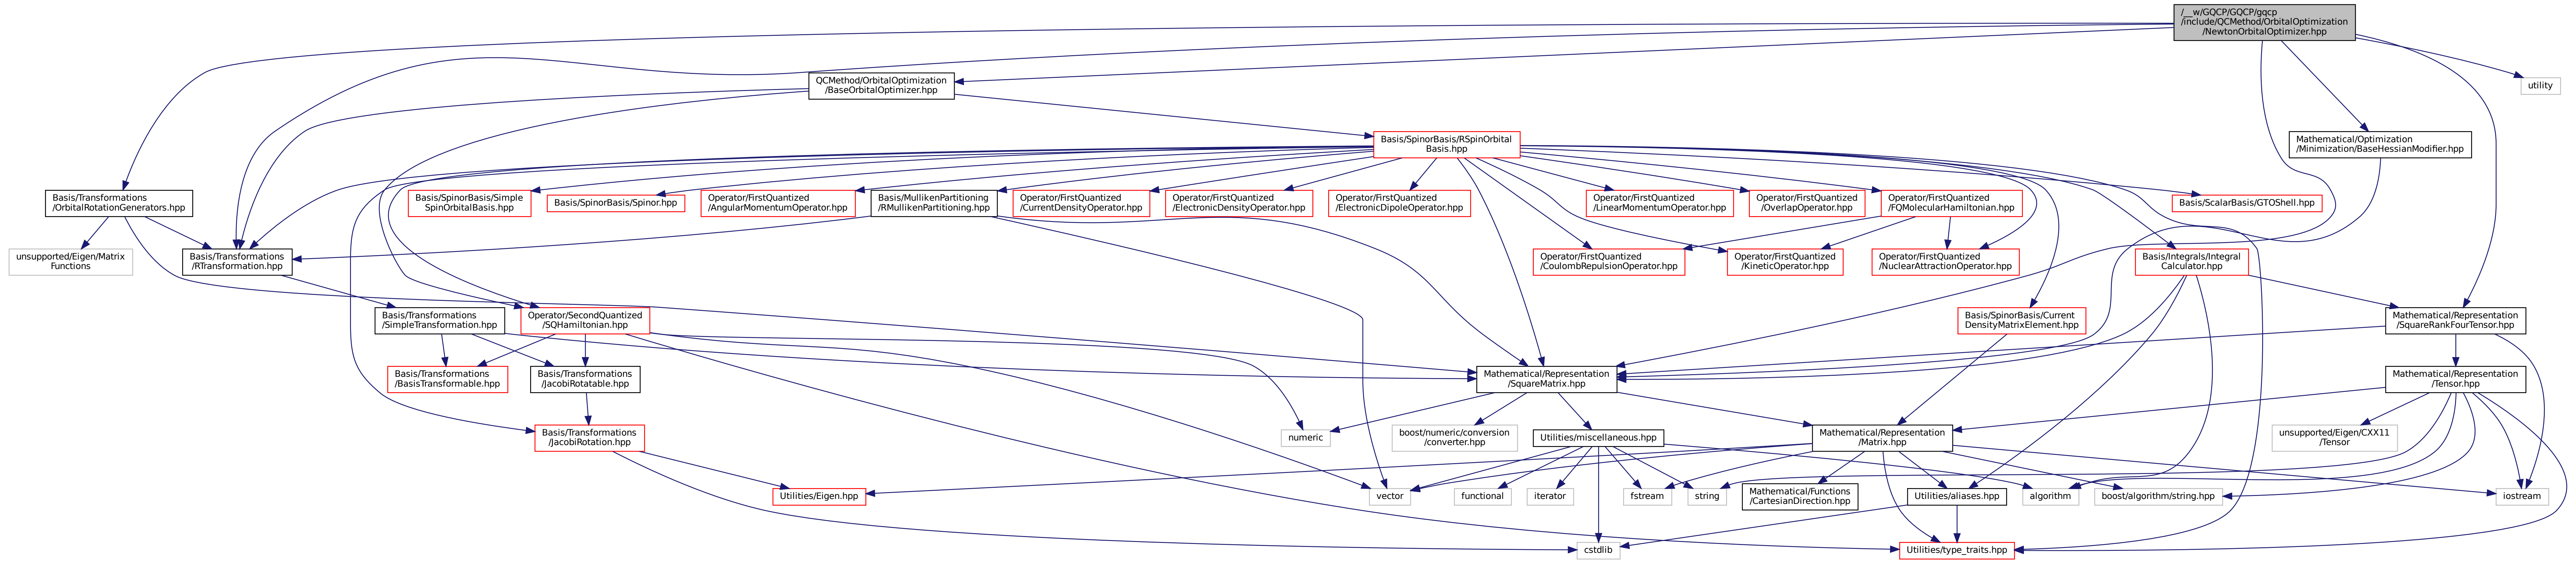 /__w/GQCP/GQCP/gqcp
/include/QCMethod/OrbitalOptimization
/NewtonOrbitalOptimizer.hpp
QCMethod/OrbitalOptimization
/BaseOrbitalOptimizer.hpp
utility
Basis/SpinorBasis/RSpinOrbital
Basis.hpp
Mathematical/Optimization
/Minimization/BaseHessianModifier.hpp
Basis/Transformations
/OrbitalRotationGenerators.hpp
Basis/SpinorBasis/Simple
SpinOrbitalBasis.hpp
Basis/SpinorBasis/Spinor.hpp
Operator/FirstQuantized
/AngularMomentumOperator.hpp
Basis/MullikenPartitioning
/RMullikenPartitioning.hpp
Operator/FirstQuantized
/CurrentDensityOperator.hpp
Operator/FirstQuantized
/ElectronicDensityOperator.hpp
Operator/FirstQuantized
/ElectronicDipoleOperator.hpp
Operator/FirstQuantized
/LinearMomentumOperator.hpp
Operator/FirstQuantized
/OverlapOperator.hpp
Operator/FirstQuantized
/FQMolecularHamiltonian.hpp
Basis/ScalarBasis/GTOShell.hpp
unsupported/Eigen/Matrix
Functions
Basis/Transformations
/RTransformation.hpp
Operator/FirstQuantized
/CoulombRepulsionOperator.hpp
Operator/FirstQuantized
/KineticOperator.hpp
Operator/FirstQuantized
/NuclearAttractionOperator.hpp
Basis/Integrals/Integral
Calculator.hpp
Basis/Transformations
/SimpleTransformation.hpp
Operator/SecondQuantized
/SQHamiltonian.hpp
Basis/SpinorBasis/Current
DensityMatrixElement.hpp
Mathematical/Representation
/SquareRankFourTensor.hpp
Basis/Transformations
/BasisTransformable.hpp
Basis/Transformations
/JacobiRotatable.hpp
Mathematical/Representation
/SquareMatrix.hpp
Mathematical/Representation
/Tensor.hpp
Basis/Transformations
/JacobiRotation.hpp
numeric
boost/numeric/conversion
/converter.hpp
Utilities/miscellaneous.hpp
Mathematical/Representation
/Matrix.hpp
unsupported/Eigen/CXX11
/Tensor
Utilities/Eigen.hpp
vector
functional
iterator
fstream
string
Mathematical/Functions
/CartesianDirection.hpp
Utilities/aliases.hpp
algorithm
boost/algorithm/string.hpp
iostream
cstdlib
Utilities/type_traits.hpp